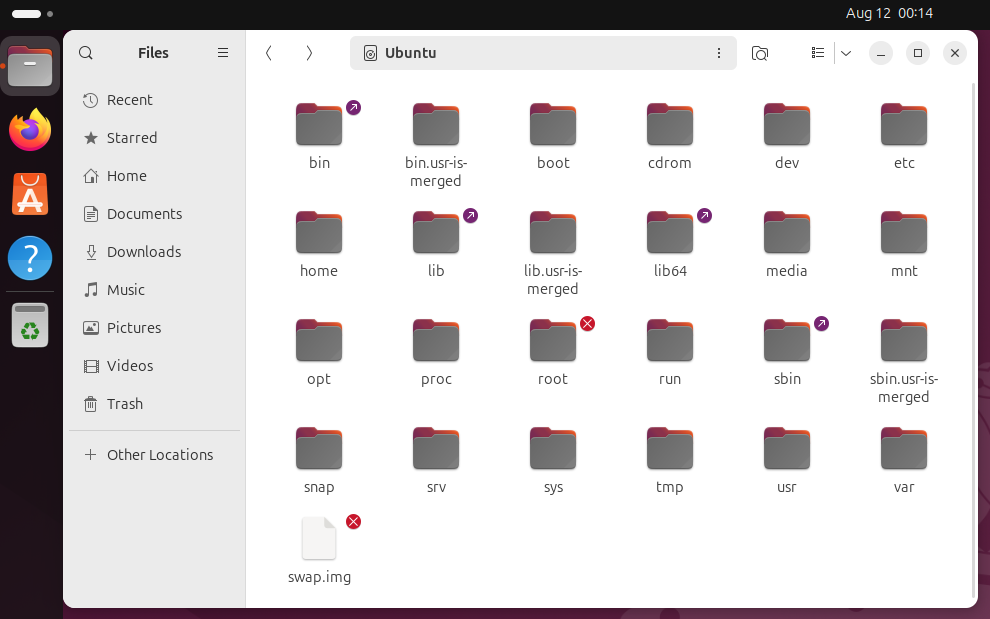 Aug 12 00:14
Files
Ubuntu
Recent
Starred
Home
Documents
Downloads
Music
Pictures
Videos
Trash
Other Locations
bin
bin.usr-is-
merged
boot
cdrom
dev
etc
home
lib
lib.usr-is-
merged
lib64
media
mnt
opt
proc
root
run
sbin
sbin.usr-is-
merged
snap
srv
sys
tmp
usr
var
swap.img